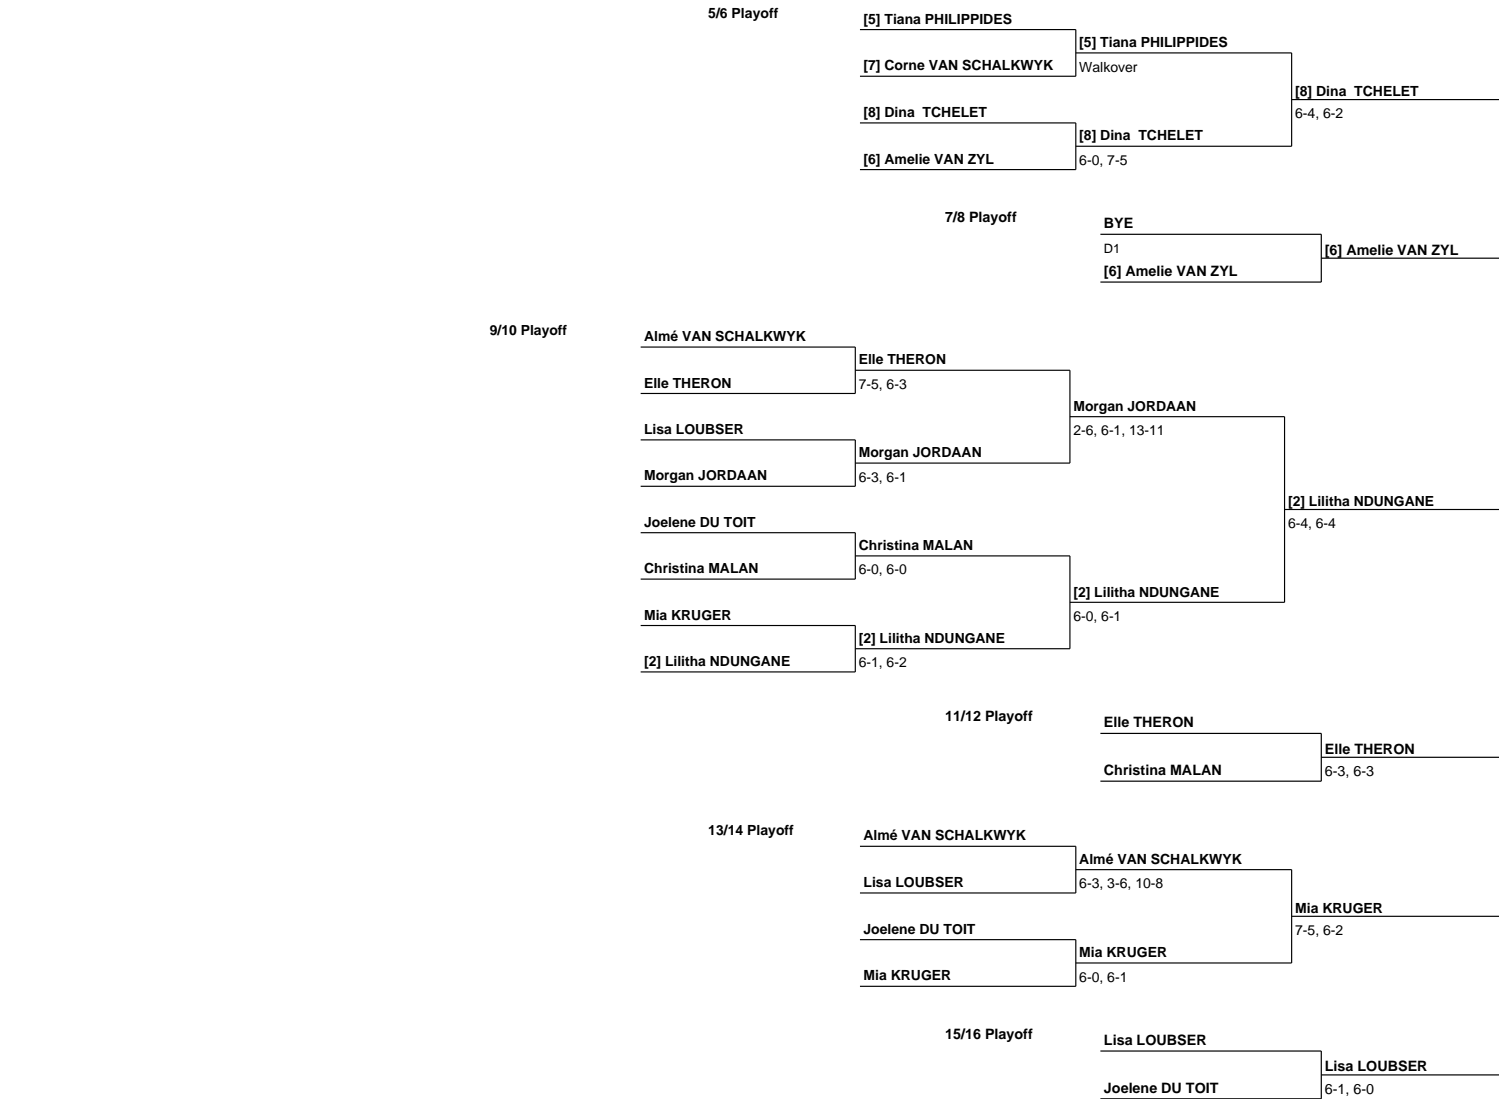 5/6 Playoff
[5] Tiana PHILIPPIDES
[5] Tiana PHILIPPIDES
[7] Corne VAN SCHALKWYK
Walkover
[8] Dina  TCHELET
[8] Dina  TCHELET
6-4, 6-2
[8] Dina  TCHELET
[6] Amelie VAN ZYL
6-0, 7-5
7/8 Playoff
BYE
D1
[6] Amelie VAN ZYL
[6] Amelie VAN ZYL
9/10 Playoff
Almé VAN SCHALKWYK
Elle THERON
Elle THERON
7-5, 6-3
Morgan JORDAAN
Lisa LOUBSER
2-6, 6-1, 13-11
Morgan JORDAAN
Morgan JORDAAN
6-3, 6-1
[2] Lilitha NDUNGANE
Joelene DU TOIT
6-4, 6-4
Christina MALAN
Christina MALAN
6-0, 6-0
[2] Lilitha NDUNGANE
Mia KRUGER
6-0, 6-1
[2] Lilitha NDUNGANE
[2] Lilitha NDUNGANE
6-1, 6-2
11/12 Playoff
Elle THERON
Elle THERON
Christina MALAN
6-3, 6-3
13/14 Playoff
Almé VAN SCHALKWYK
Almé VAN SCHALKWYK
Lisa LOUBSER
6-3, 3-6, 10-8
Mia KRUGER
Joelene DU TOIT
7-5, 6-2
Mia KRUGER
Mia KRUGER
6-0, 6-1
15/16 Playoff
Lisa LOUBSER
Lisa LOUBSER
Joelene DU TOIT
6-1, 6-0